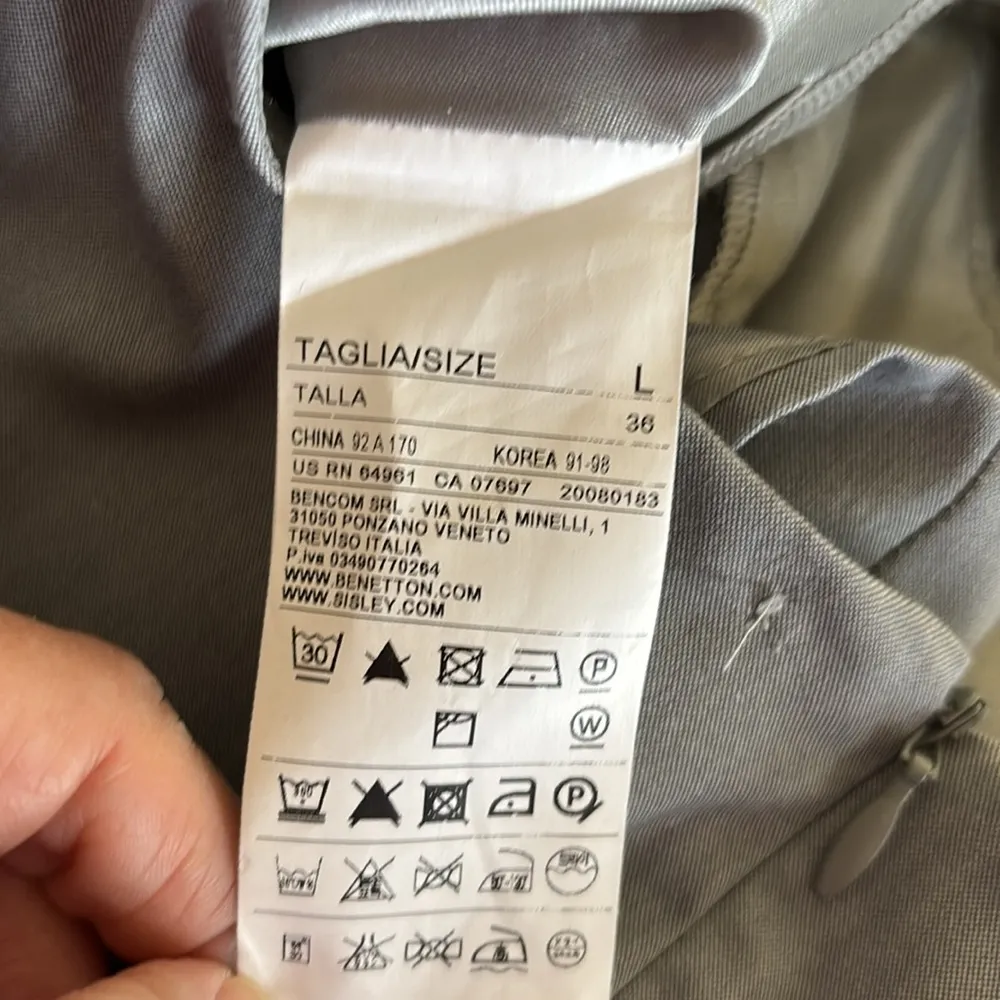 TAGLIA/SIZE L
TALLA 36
CHINA 92 A 170 KOREA 91-98
US RN 64961 CA 07697 20080183
BENCOM SRL - VIA VILLA MINELLI, 1
31050 PONZANO VENETO
TREVISO ITALIA
P.iva 03490770264
WWW.BENETTON.COM
WWW.SISLEY.COM
30 P
W
P